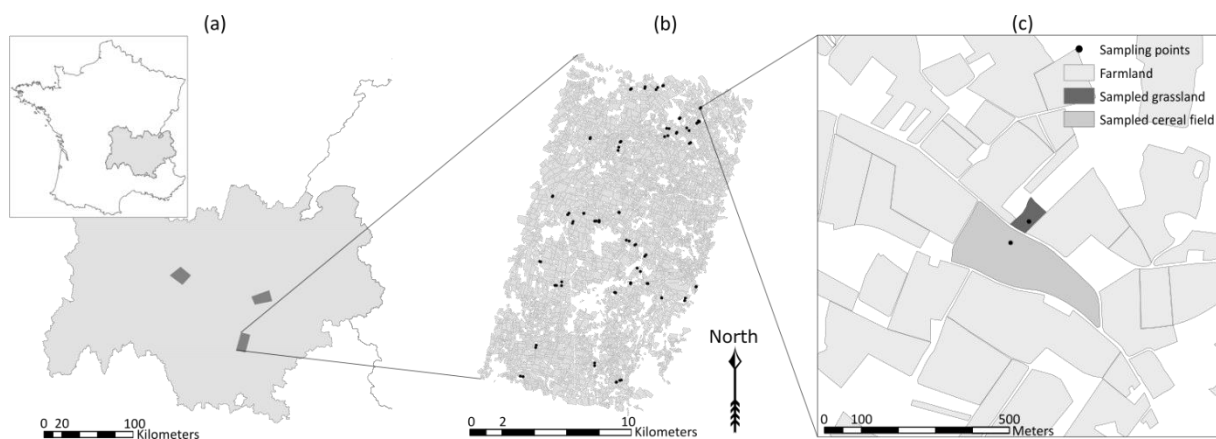 (a)
(b)
(c)
Sampling points
Farmland
Sampled grassland
Sampled cereal field
North
0 20 100
Kilometers
0 2 10
Kilometers
0 100 500
Meters